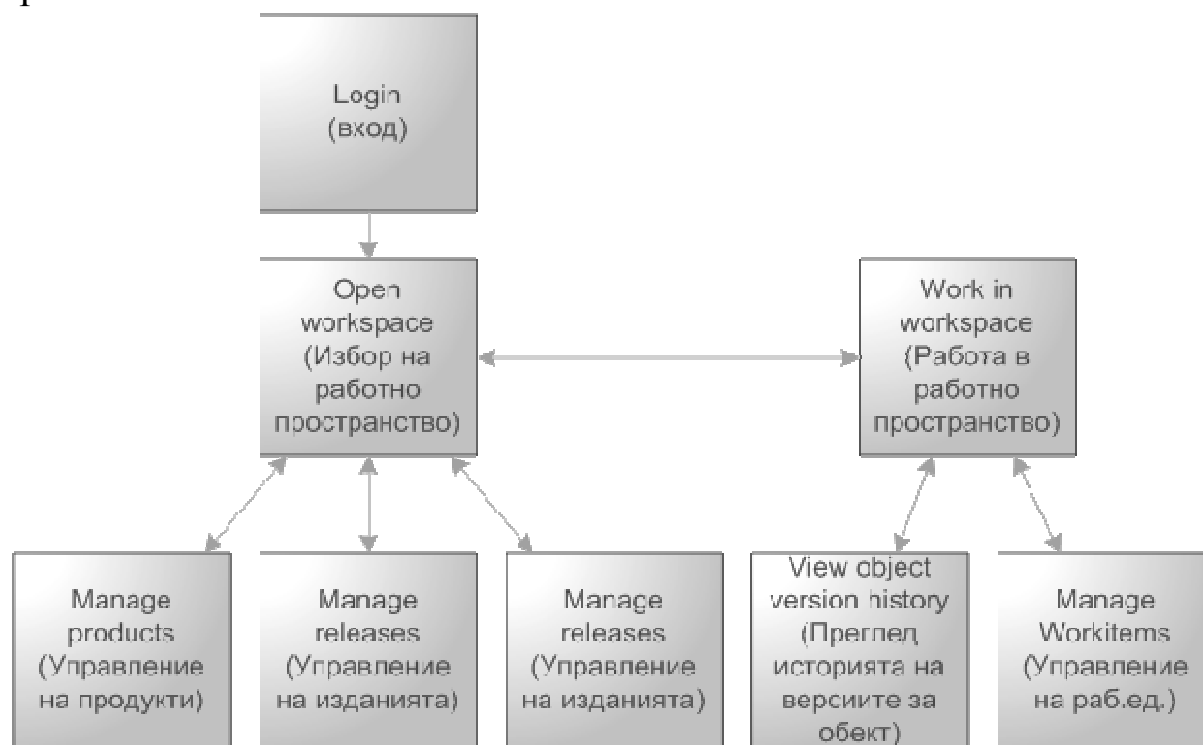 Login
(вход)
Open
workspace
(Избор на
работно
пространство)
Work in
workspace
(Работа в
работно
пространство)
Manage
products
(Управление
на продукти)
Manage
releases
(Управление
на изданията)
Manage
releases
(Управление
на изданията)
View object
version history
(Преглед
историята на
версиите за
обект)
Manage
Workitems
(Управление
на раб.ед.)